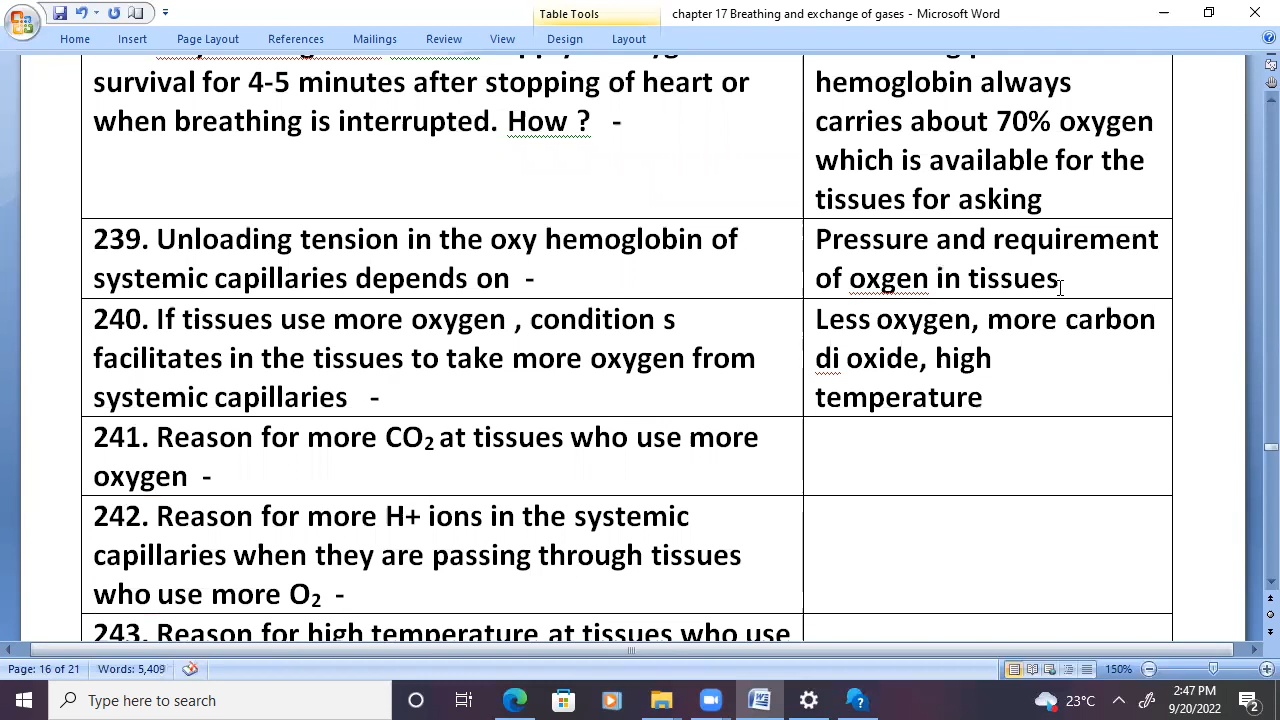 Table Tools
chapter 17 Breathing and exchange of gases - Microsoft Word
Home Insert Page Layout References Mailings Review View Design Layout
survival for 4-5 minutes after stopping of heart or
when breathing is interrupted. How ? -
hemoglobin always
carries about 70% oxygen
which is available for the
tissues for asking
239. Unloading tension in the oxy hemoglobin of
systemic capillaries depends on -
Pressure and requirement
of oxgen in tissues
240. If tissues use more oxygen , condition s
facilitates in the tissues to take more oxygen from
systemic capillaries -
Less oxygen, more carbon
di oxide, high
temperature
241. Reason for more CO₂ at tissues who use more
oxygen -
242. Reason for more H+ ions in the systemic
capillaries when they are passing through tissues
who use more O₂ -
243. Reason for high temperature at tissues who use
Page: 16 of 21 Words: 5,409 150%
Type here to search
23°C
2:47 PM
9/20/2022
2